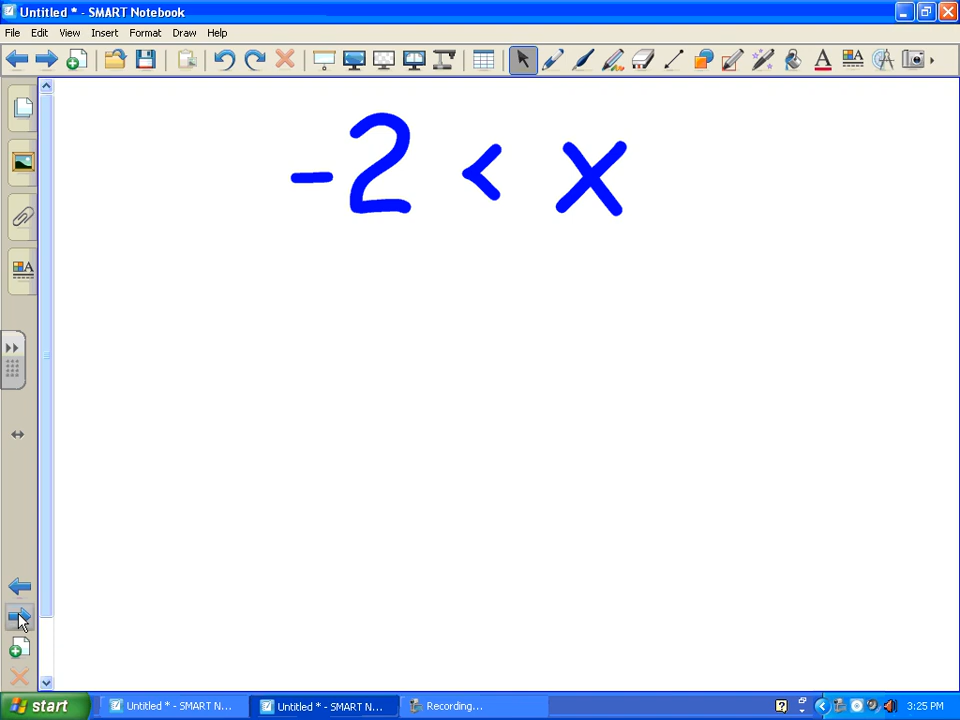 Untitled * - SMART Notebook
File Edit View Insert Format Draw Help
-2 < x
start Untitled * - SMART N... Untitled * - SMART N... Recording... 3:25 PM